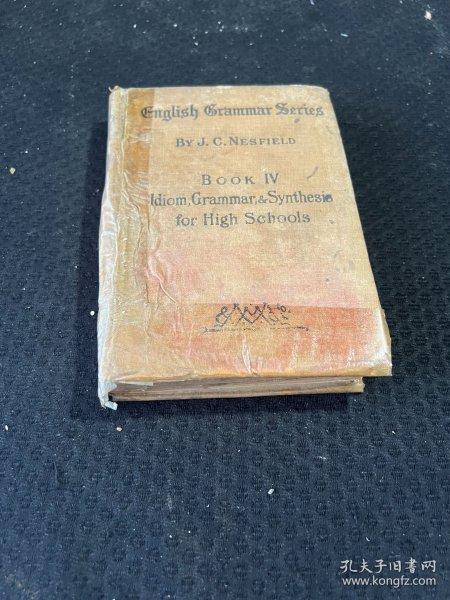 English Grammar Series
BY J. C. NESFIELD
BOOK IV
Idiom, Grammar, & Synthesis
for High Schools
孔夫子旧书网
www.kongfz.com